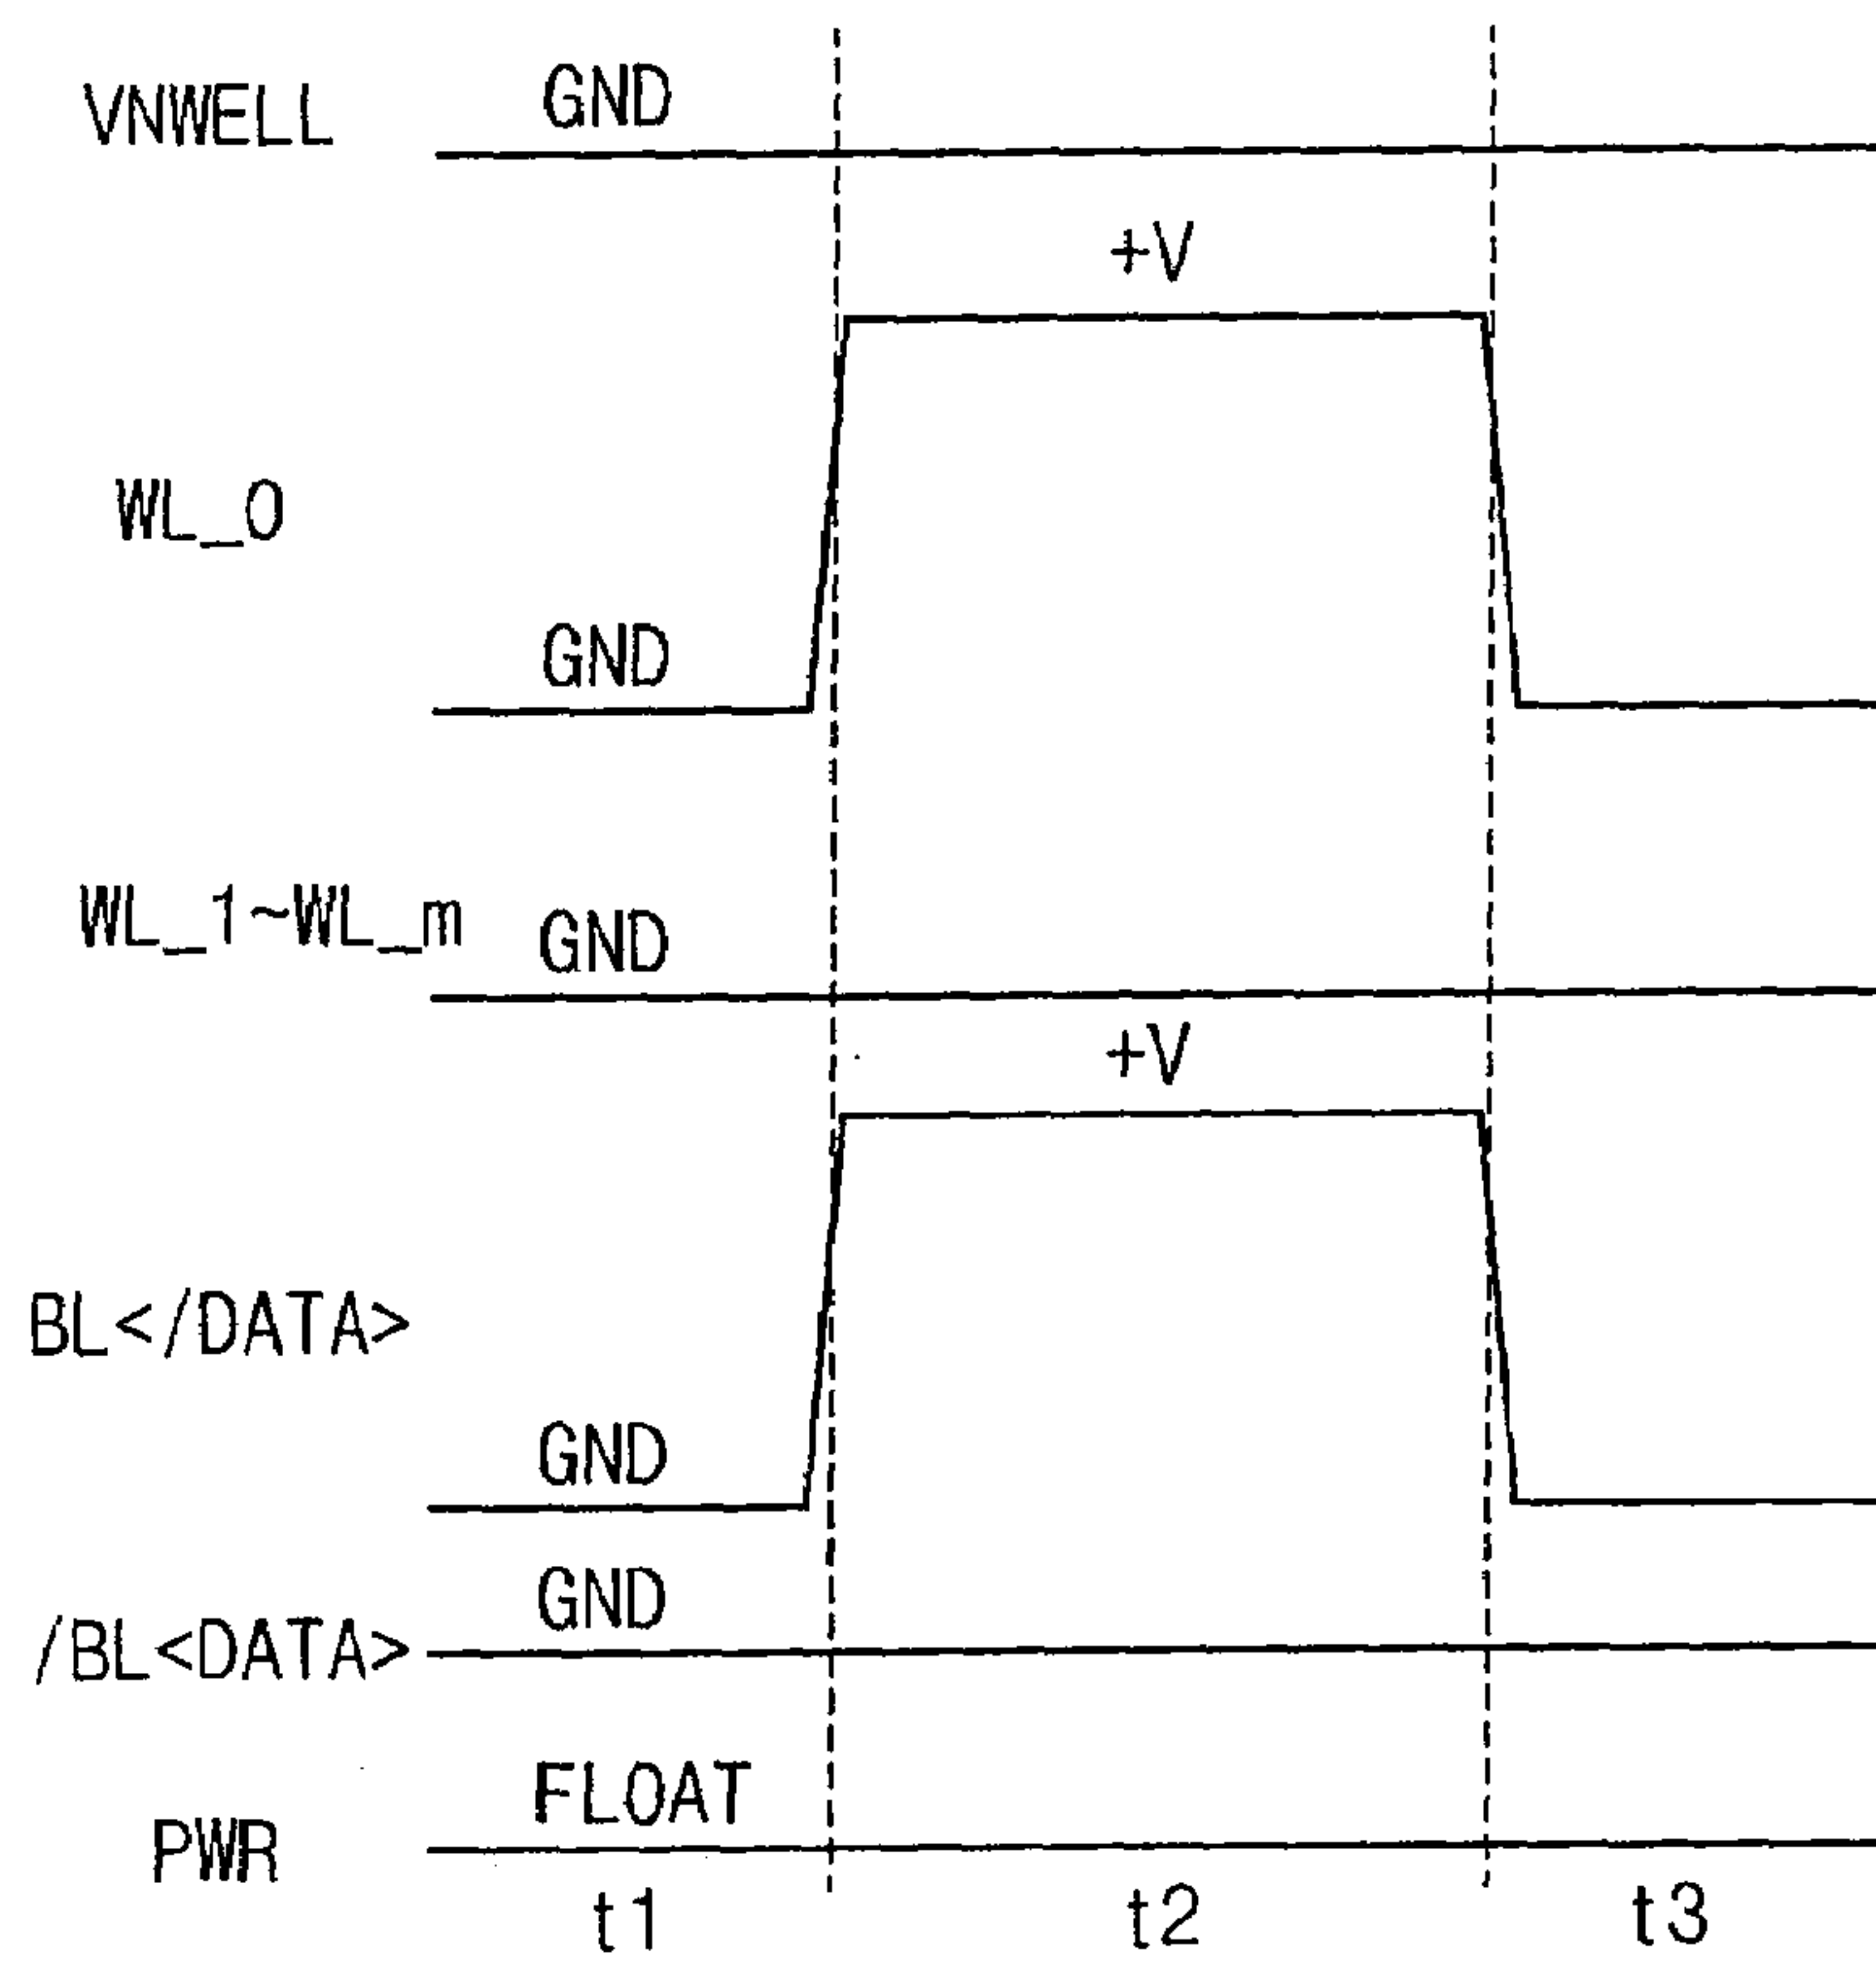 VNWELL GND
+V
WL_0
GND
WL_1~WL_m GND
+V
BL</DATA>
GND
GND
/BL<DATA>
FLOAT
PWR
t1 t2 t3